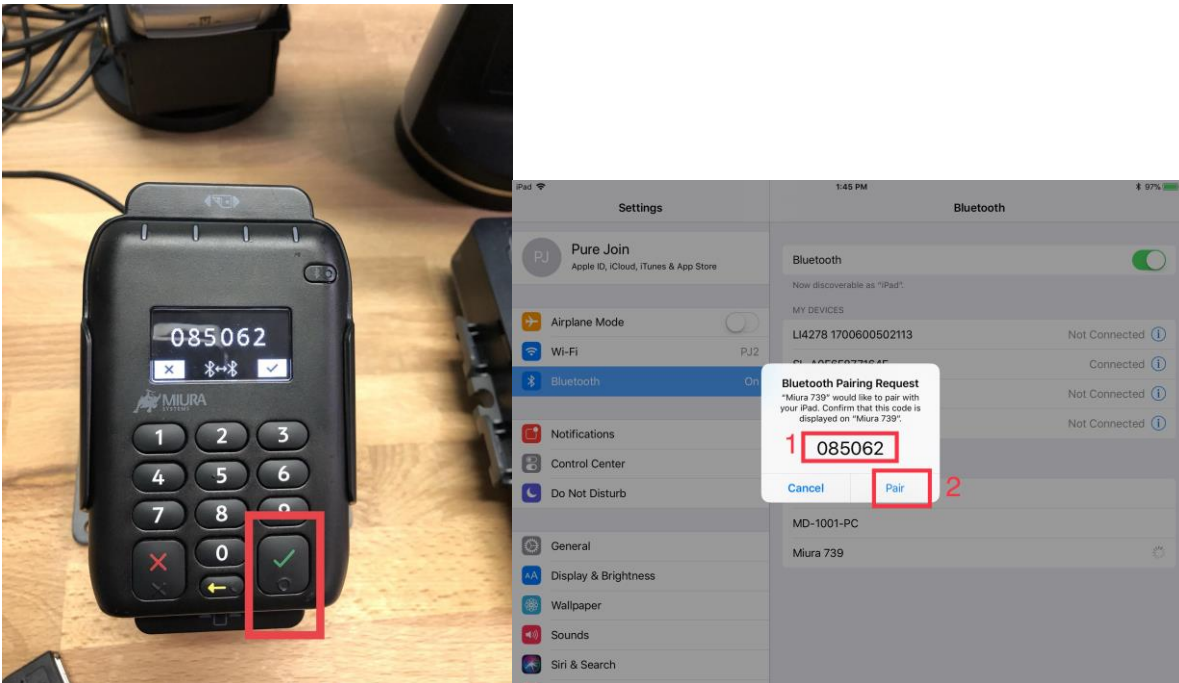 085062
MIURA
SYSTEMS
1 2 3
4 5 6
7 8 9
0
iPad 1:45 PM 97%
Settings Bluetooth
PJ
Pure Join
Apple ID, iCloud, iTunes & App Store
Airplane Mode
Wi-Fi PJ2
Bluetooth On
Notifications
Control Center
Do Not Disturb
General
Display & Brightness
Wallpaper
Sounds
Siri & Search
Bluetooth
Now discoverable as "iPad".
MY DEVICES
LI4278 1700600502113 Not Connected
Connected
Not Connected
Not Connected
Bluetooth Pairing Request
"Miura 739" would like to pair with
your iPad. Confirm that this code is
displayed on "Miura 739".
1 085062
Cancel Pair 2
MD-1001-PC
Miura 739